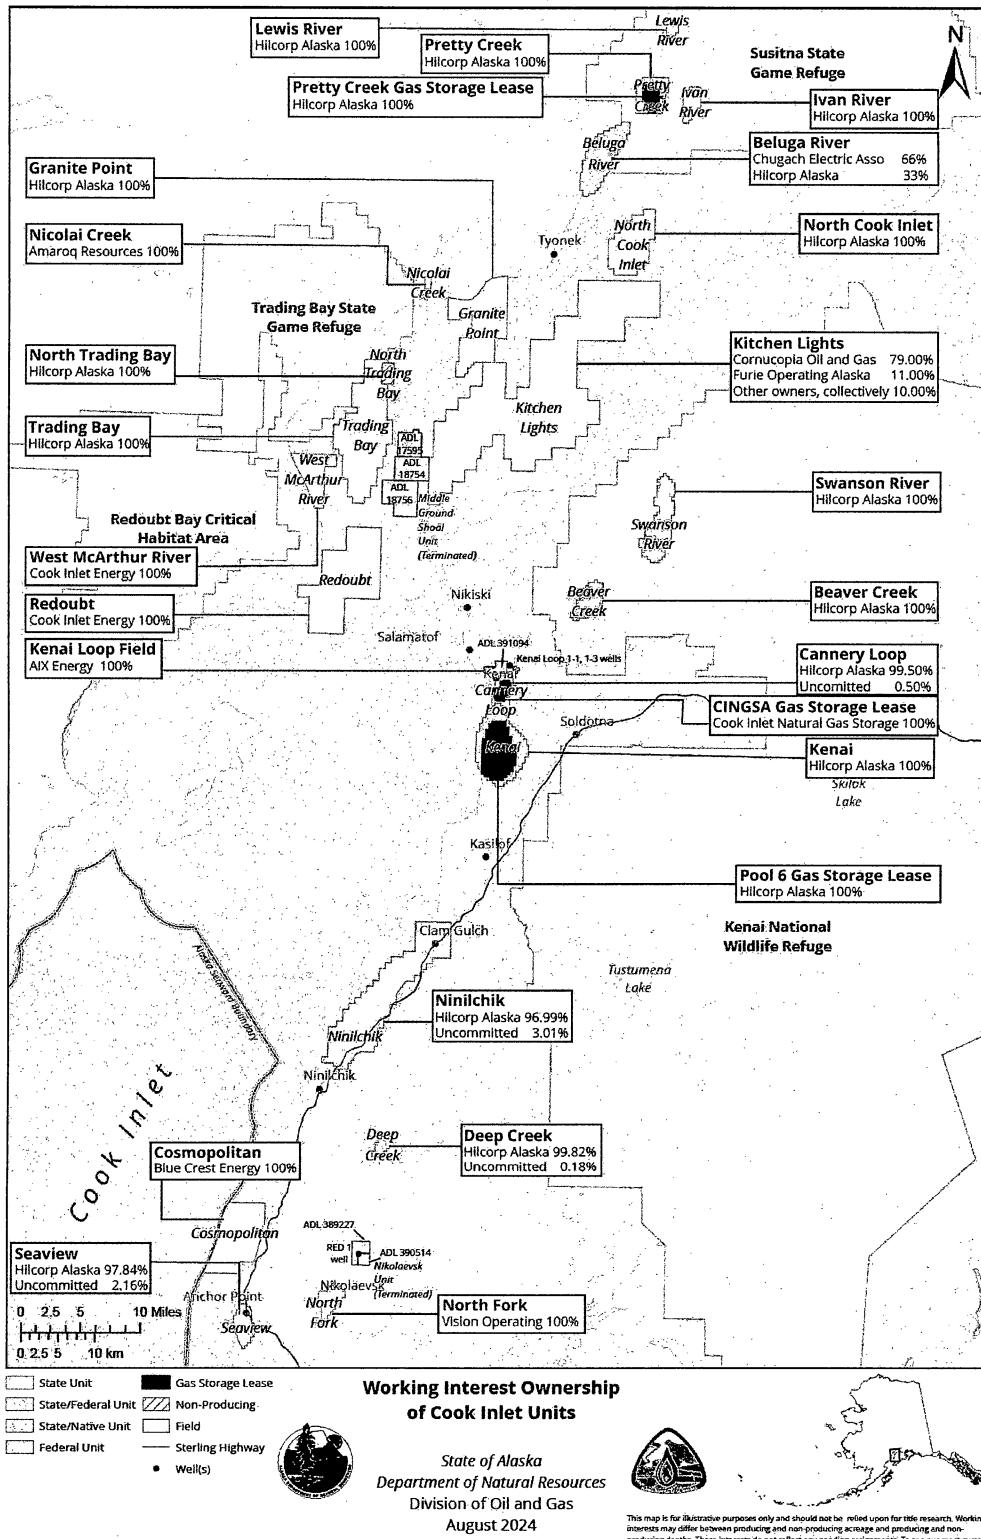 Lewis River
Hilcorp Alaska 100%
Lewis
River
Pretty Creek
Hilcorp Alaska 100%
Susitna State
Game Refuge
N
Pretty Creek Gas Storage Lease
Hilcorp Alaska 100%
Pretty
Creek
Ivan
River
Ivan River
Hilcorp Alaska 100%
Beluga
River
Beluga River
Chugach Electric Asso 66%
Hilcorp Alaska 33%
Granite Point
Hilcorp Alaska 100%
Nicolai Creek
Amaroq Resources 100%
Tyonek
North
Cook
Inlet
North Cook Inlet
Hilcorp Alaska 100%
Nicolai
Creek
Trading Bay State
Game Refuge
Granite
Point
Kitchen Lights
Cornucopia Oil and Gas 79.00%
Furie Operating Alaska 11.00%
Other owners, collectively 10.00%
North Trading Bay
Hilcorp Alaska 100%
North
Trading
Bay
Kitchen
Lights
Trading Bay
Hilcorp Alaska 100%
Trading
Bay
ADL
17595
ADL
18754
ADL
18756
West
McArthur
River
Middle
Ground
Shoal
Unit
(Terminated)
Swanson River
Hilcorp Alaska 100%
Swanson
River
Redoubt Bay Critical
Habitat Area
West McArthur River
Cook Inlet Energy 100%
Redoubt
Redoubt
Cook Inlet Energy 100%
Nikiski
Beaver
Creek
Beaver Creek
Hilcorp Alaska 100%
Salamatof
ADL 391094
Kenai Loop 1-1, 1-3 wells
Kenai Loop Field
AIX Energy 100%
Kenai
Cannery
Loop
Cannery Loop
Hilcorp Alaska 99.50%
Uncomitted 0.50%
CINGSA Gas Storage Lease
Cook Inlet Natural Gas Storage 100%
Soldotna
Kenai
Kenai
Hilcorp Alaska 100%
Skilak
Lake
Kasilof
Pool 6 Gas Storage Lease
Hilcorp Alaska 100%
Kenai National
Wildlife Refuge
Clam Gulch
Tustumena
Lake
Alaska Seaward Boundary
Ninilchik
Hilcorp Alaska 96.99%
Uncommitted 3.01%
Ninilchik
Ninilchik
Cook Inlet
Deep
Creek
Deep Creek
Hilcorp Alaska 99.82%
Uncommitted 0.18%
Cosmopolitan
Blue Crest Energy 100%
Cosmopolitan
ADL 389227
RED 1
well
ADL 390514
Nikolaevsk
Unit
(Terminated)
Seaview
Hilcorp Alaska 97.84%
Uncommitted 2.16%
Anchor Point
Seaview
Nikolaevsk
North
Fork
North Fork
Vision Operating 100%
0 2.5 5 10 Miles
0 2.5 5 10 km
State Unit
State/Federal Unit
State/Native Unit
Federal Unit
Gas Storage Lease
Non-Producing
Field
Sterling Highway
Well(s)
Working Interest Ownership
of Cook Inlet Units
State of Alaska
Department of Natural Resources
Division of Oil and Gas
August 2024
This map is for illustrative purposes only and should not be relied upon for title research. Workin
interests may differ between producing and non-producing acreage and producing and non-